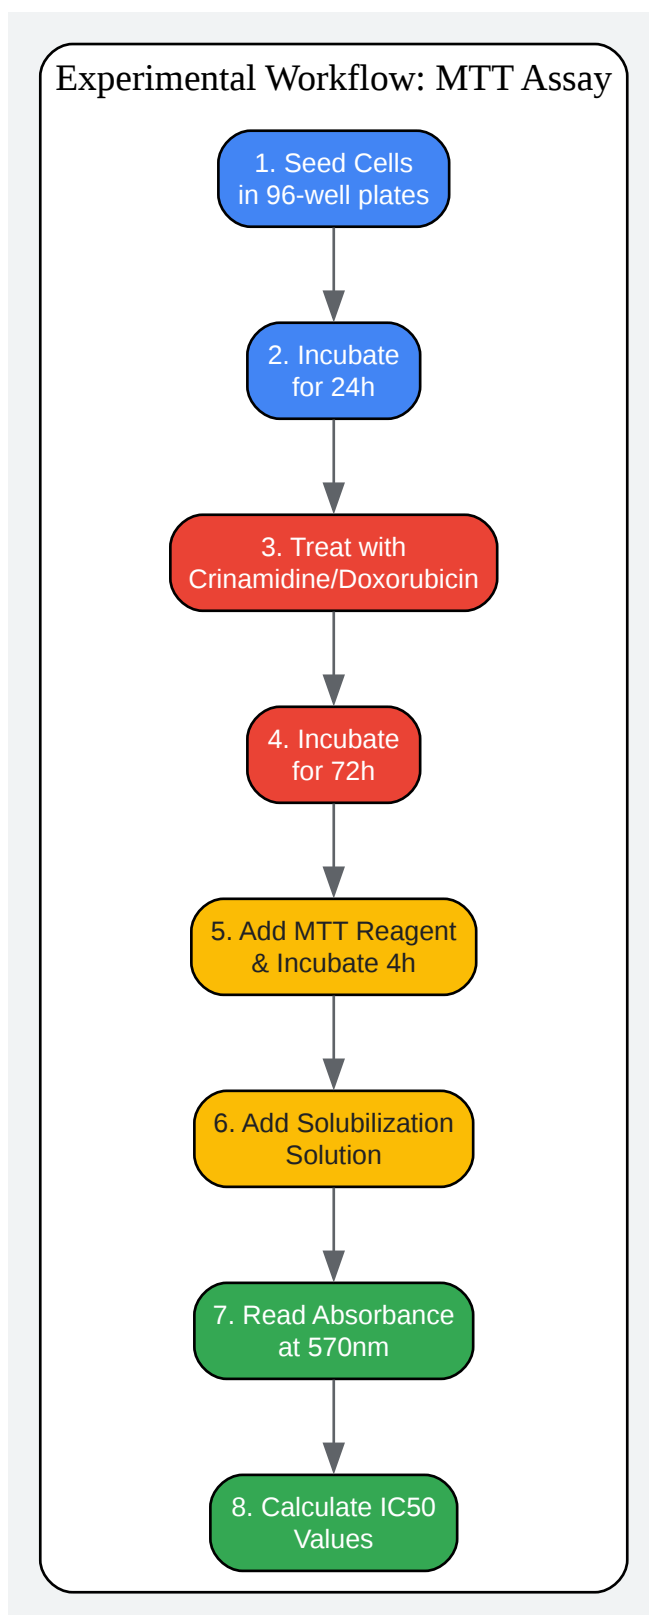 Experimental Workflow: MTT Assay
1. Seed Cells
in 96-well plates
2. Incubate
for 24h
3. Treat with
Crinamidine/Doxorubicin
4. Incubate
for 72h
5. Add MTT Reagent
& Incubate 4h
6. Add Solubilization
Solution
7. Read Absorbance
at 570nm
8. Calculate IC50
Values